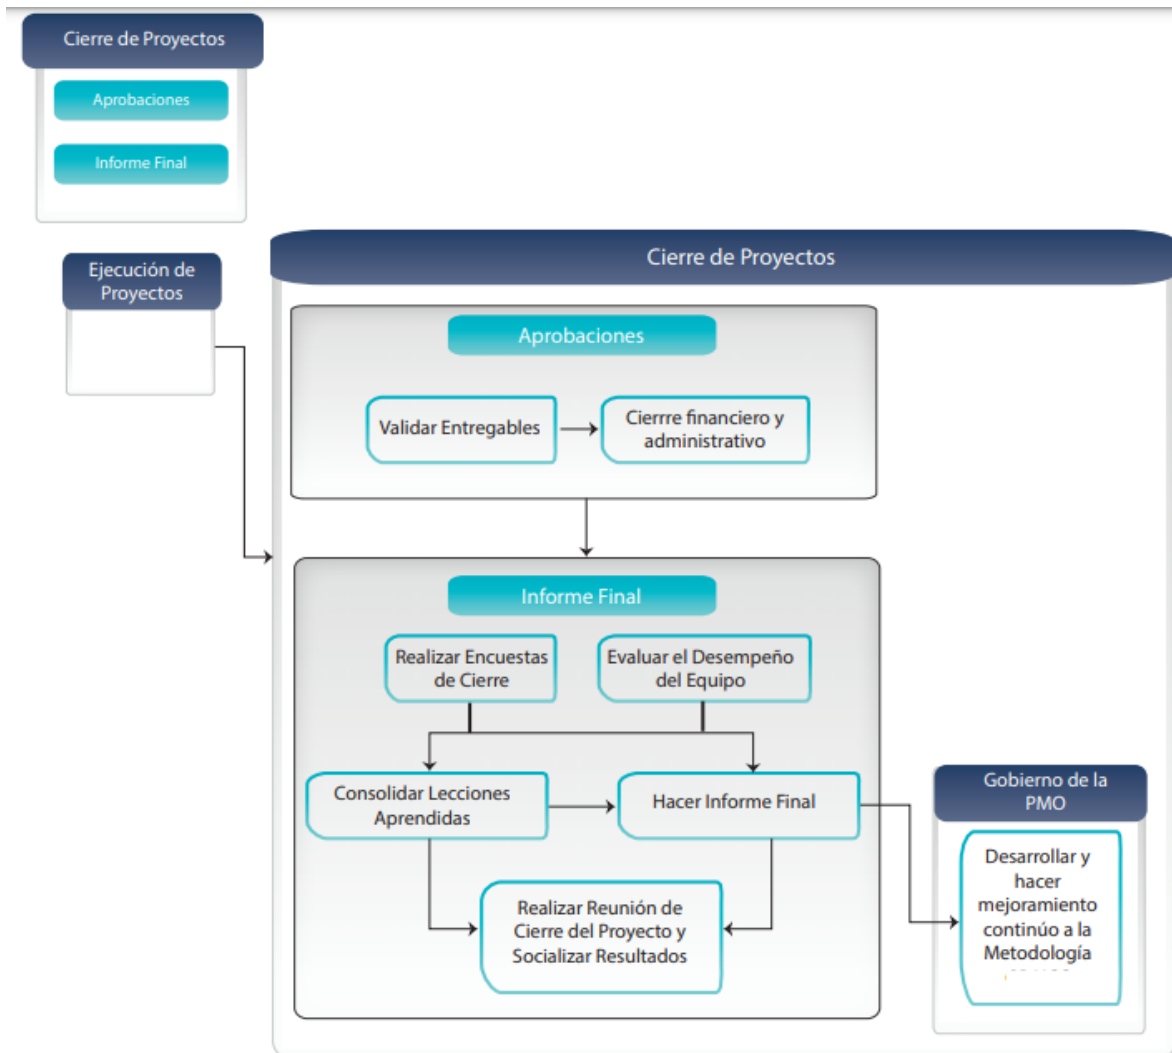 Cierre de Proyectos
Aprobaciones
Informe Final
Ejecución de
Proyectos
Cierre de Proyectos
Aprobaciones
Validar Entregables
Cierrre financiero y
administrativo
Informe Final
Realizar Encuestas
de Cierre
Evaluar el Desempeño
del Equipo
Consolidar Lecciones
Aprendidas
Hacer Informe Final
Realizar Reunión de
Cierre del Proyecto y
Socializar Resultados
Gobierno de la
PMO
Desarrollar y
hacer
mejoramiento
continúo a la
Metodología